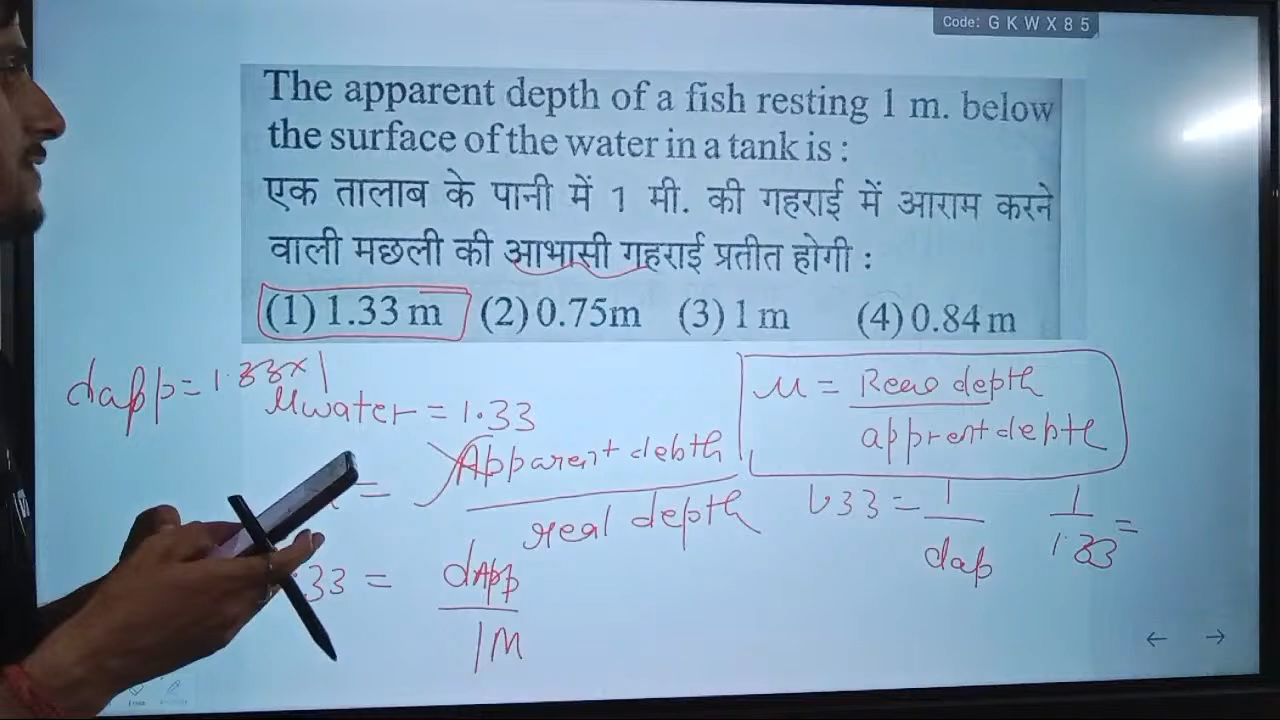 Code: G K W X 8 5
The apparent depth of a fish resting 1 m. below
the surface of the water in a tank is :
एक तालाब के पानी में 1 मी. की गहराई में आराम करने
वाली मछली की आभासी गहराई प्रतीत होगी :
(1) 1.33 m (2) 0.75m (3) 1 m (4) 0.84 m
dapp = 1.33x1
μwater = 1.33
= Apparent debth
real depth
.33 = dApp
1M
μ = Real depth
apprent depte
1.33 = 1
dap
1
1.33 =